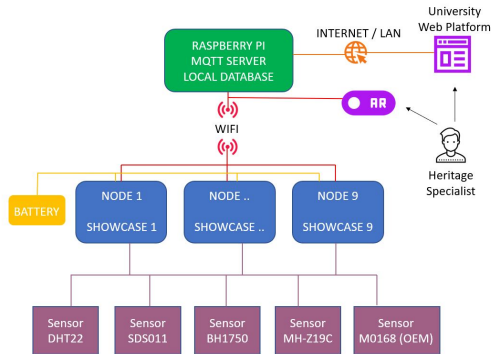 University
Web Platform
INTERNET / LAN
RASPBERRY PI
MQTT SERVER
LOCAL DATABASE
AR
WIFI
Heritage
Specialist
BATTERY
NODE 1
SHOWCASE 1
NODE ..
SHOWCASE ..
NODE 9
SHOWCASE 9
Sensor
DHT22
Sensor
SDS011
Sensor
BH1750
Sensor
MH-Z19C
Sensor
M0168 (OEM)